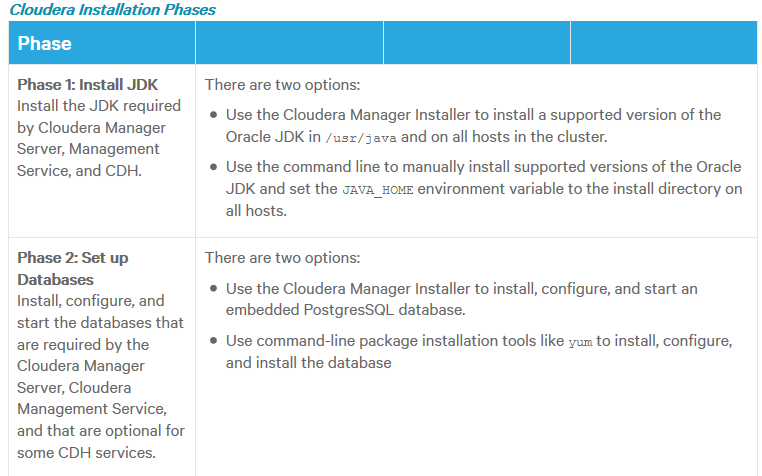 Cloudera Installation Phases
Phase
Phase 1: Install JDK
Install the JDK required
by Cloudera Manager
Server, Management
Service, and CDH.
There are two options:
• Use the Cloudera Manager Installer to install a supported version of the
Oracle JDK in /usr/java and on all hosts in the cluster.
• Use the command line to manually install supported versions of the Oracle
JDK and set the JAVA_HOME environment variable to the install directory on
all hosts.
Phase 2: Set up
Databases
Install, configure, and
start the databases that
are required by the
Cloudera Manager
Server, Cloudera
Management Service,
and that are optional for
some CDH services.
There are two options:
• Use the Cloudera Manager Installer to install, configure, and start an
embedded PostgresSQL database.
• Use command-line package installation tools like yum to install, configure,
and install the database